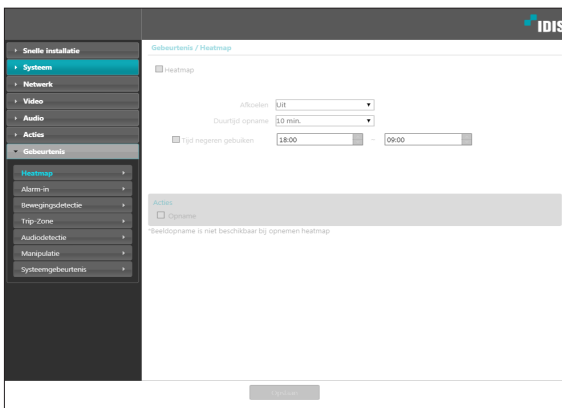 IDIS
Snelle installatie
Systeem
Netwerk
Video
Audio
Acties
Gebeurtenis
Heatmap
Alarm-in
Bewegingsdetectie
Trip-Zone
Audiodetectie
Manipulatie
Systeemgebeurtenis
Gebeurtenis / Heatmap
Heatmap
Afkoelen Uit
Duurtijd opname 10 min.
Tijd negeren gebruiken 18:00 ~ 09:00
Acties
Opname
*Beeldopname is niet beschikbaar bij opnemen heatmap
Opslaan